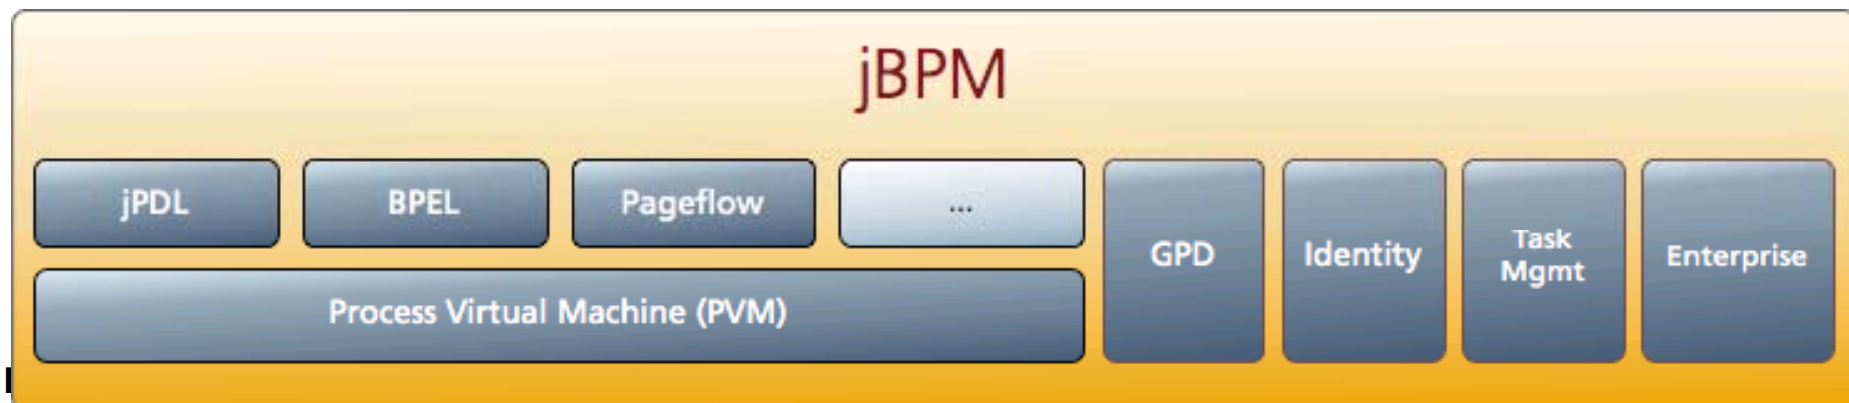 jBPM
jPDL
BPEL
Pageflow
...
Process Virtual Machine (PVM)
GPD
Identity
Task
Mgmt
Enterprise